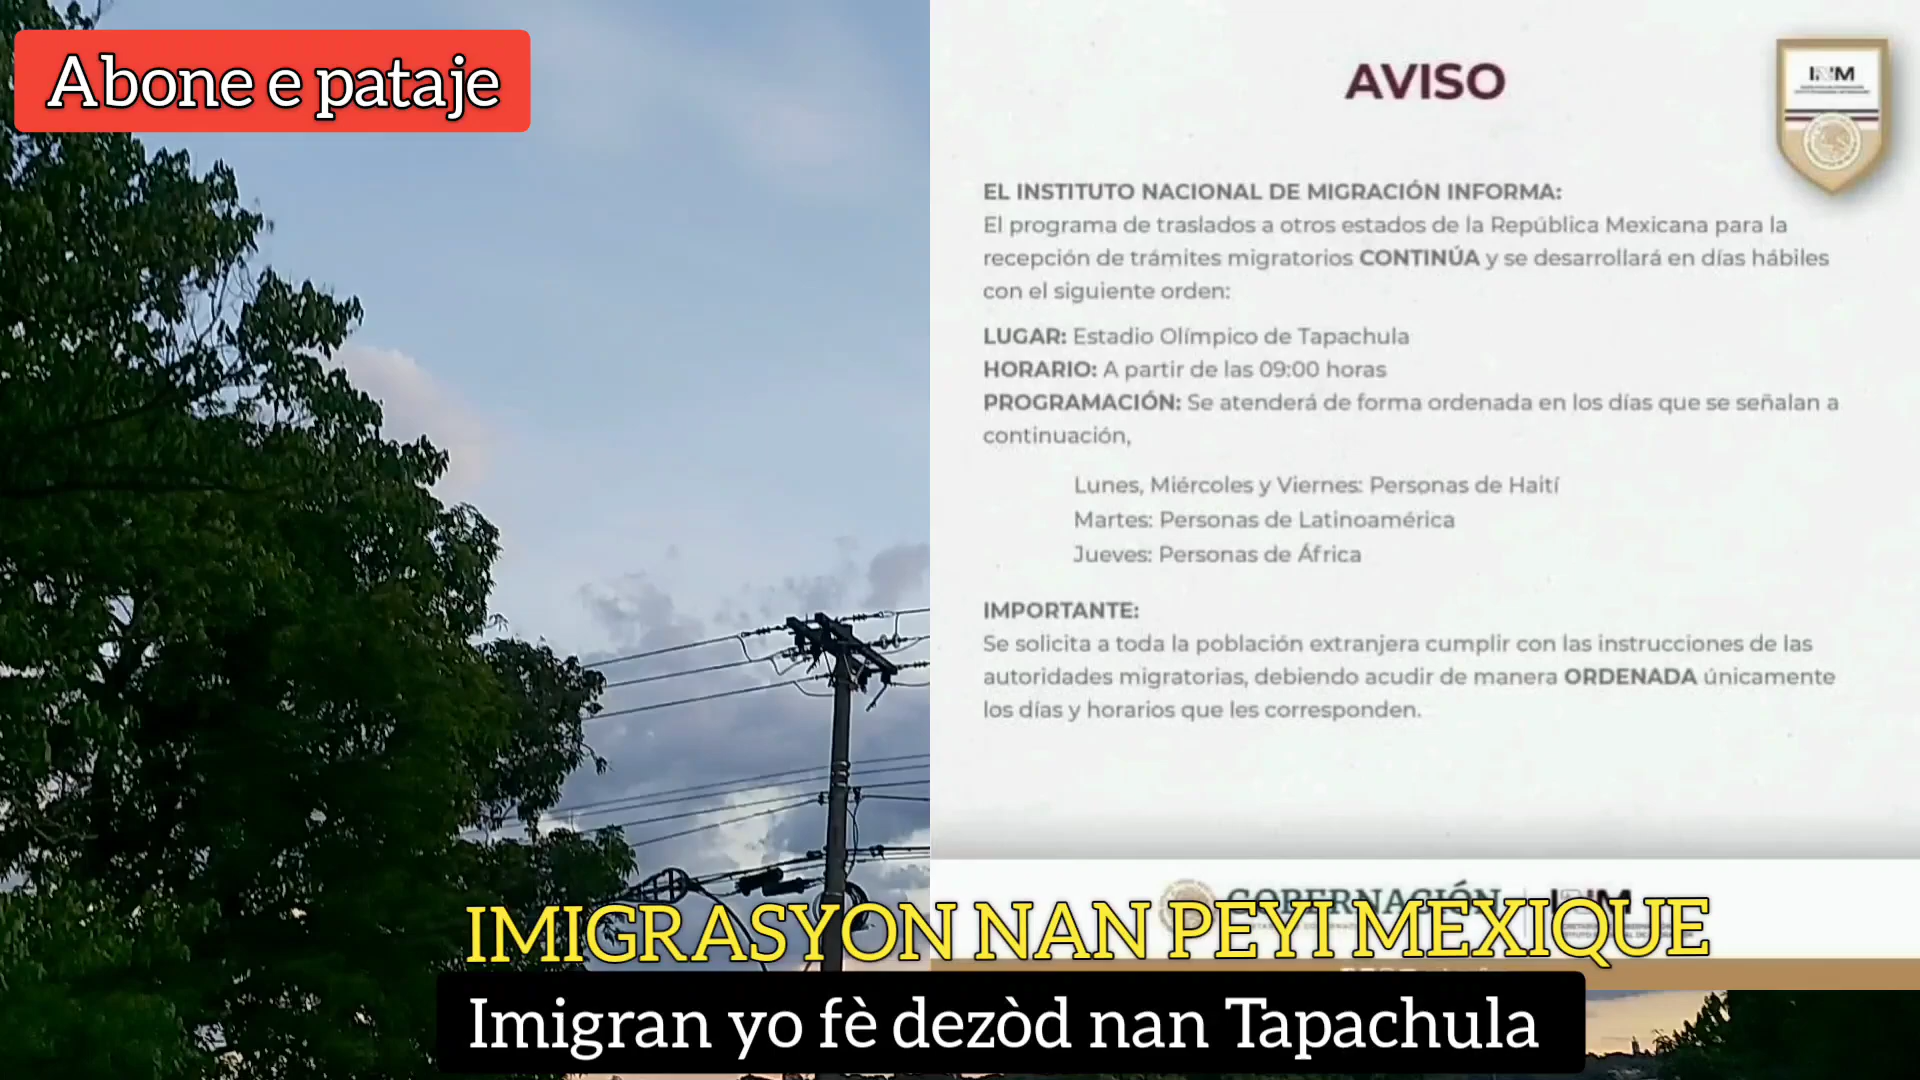 Abone e pataje
AVISO
INM
EL INSTITUTO NACIONAL DE MIGRACIÓN INFORMA:
El programa de traslados a otros estados de la República Mexicana para la
recepción de trámites migratorios CONTINÚA y se desarrollará en días hábiles
con el siguiente orden:
LUGAR: Estadio Olímpico de Tapachula
HORARIO: A partir de las 09:00 horas
PROGRAMACIÓN: Se atenderá de forma ordenada en los días que se señalan a
continuación,
Lunes, Miércoles y Viernes: Personas de Haití
Martes: Personas de Latinoamérica
Jueves: Personas de África
IMPORTANTE:
Se solicita a toda la población extranjera cumplir con las instrucciones de las
autoridades migratorias, debiendo acudir de manera ORDENADA únicamente
los días y horarios que les corresponden.
GOBERNACIÓN INM
IMIGRASYON NAN PEYI MEXIQUE
Imigran yo fè dezòd nan Tapachula